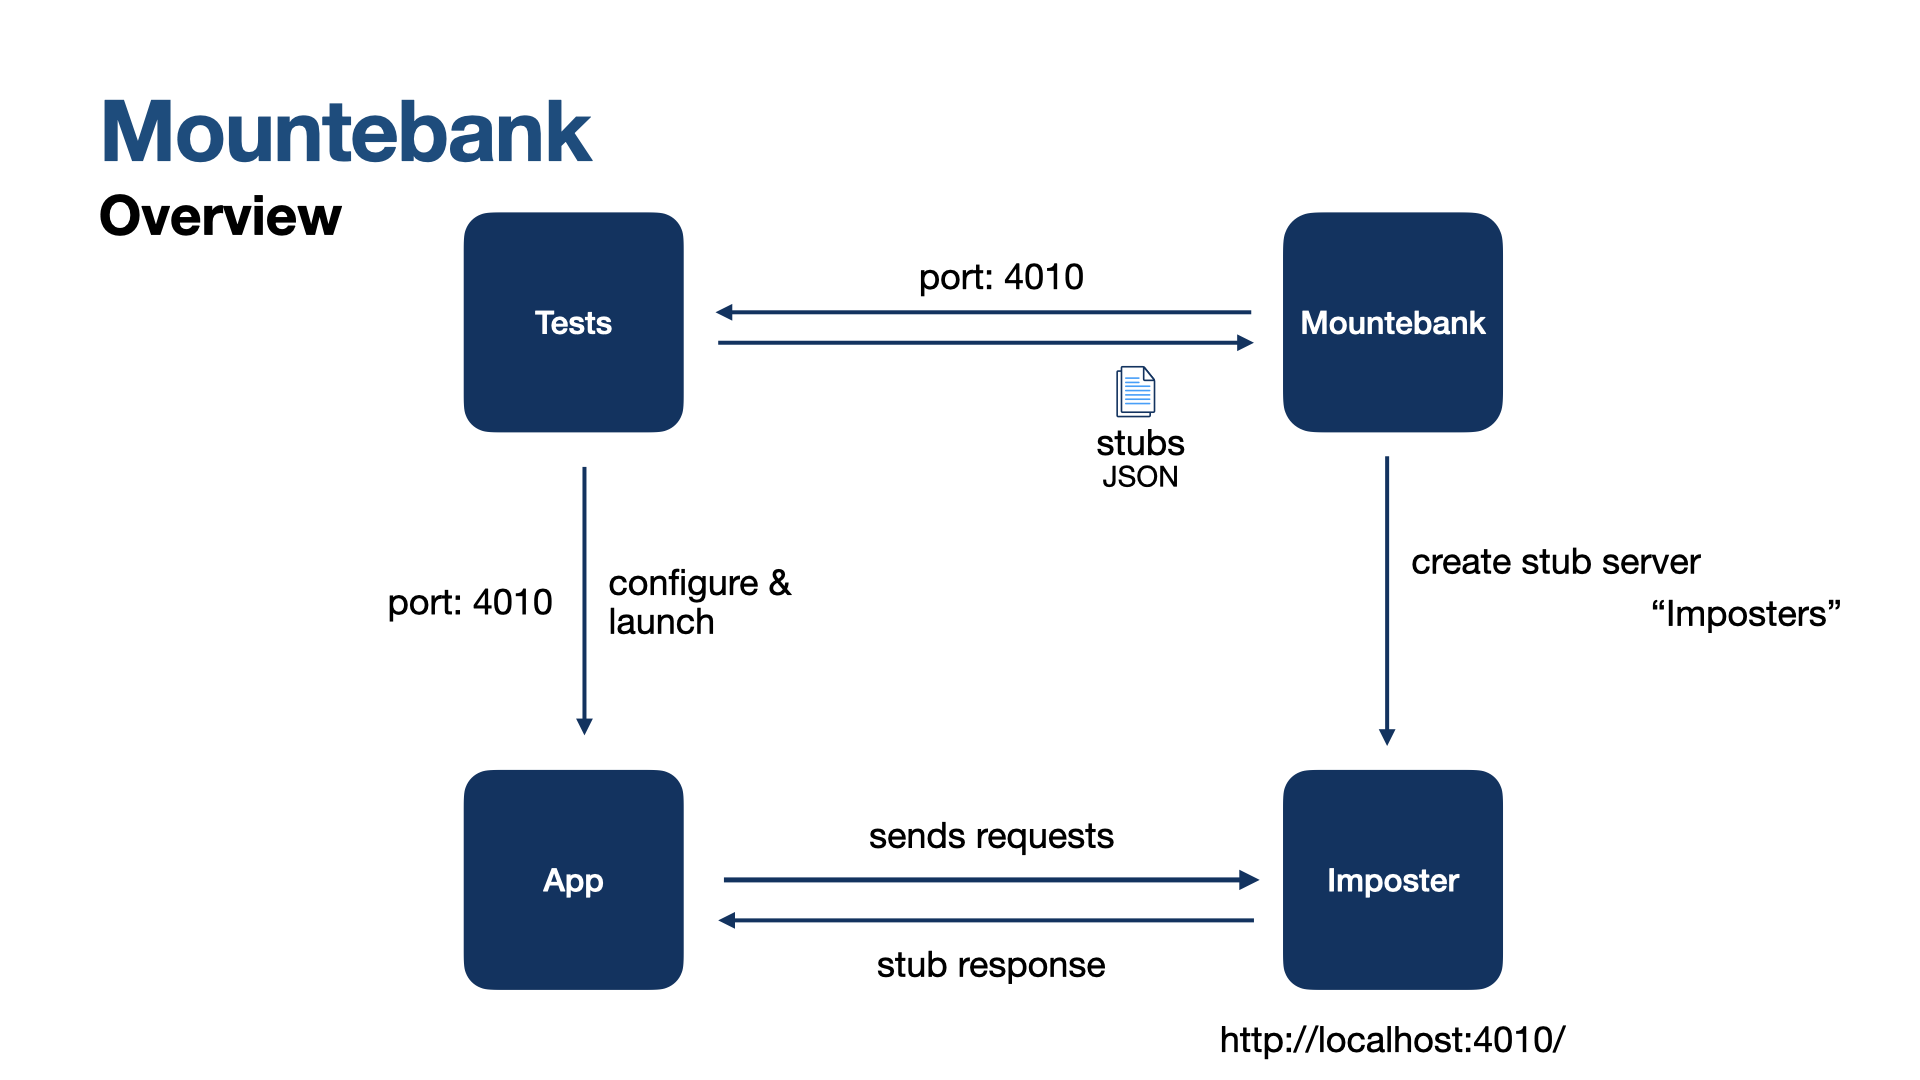 Mountebank
Overview
port: 4010
Tests
Mountebank
stubs
JSON
create stub server
configure &
port: 4010
launch
“Imposters”
sends requests
App
Imposter
stub response
http://localhost:4010/